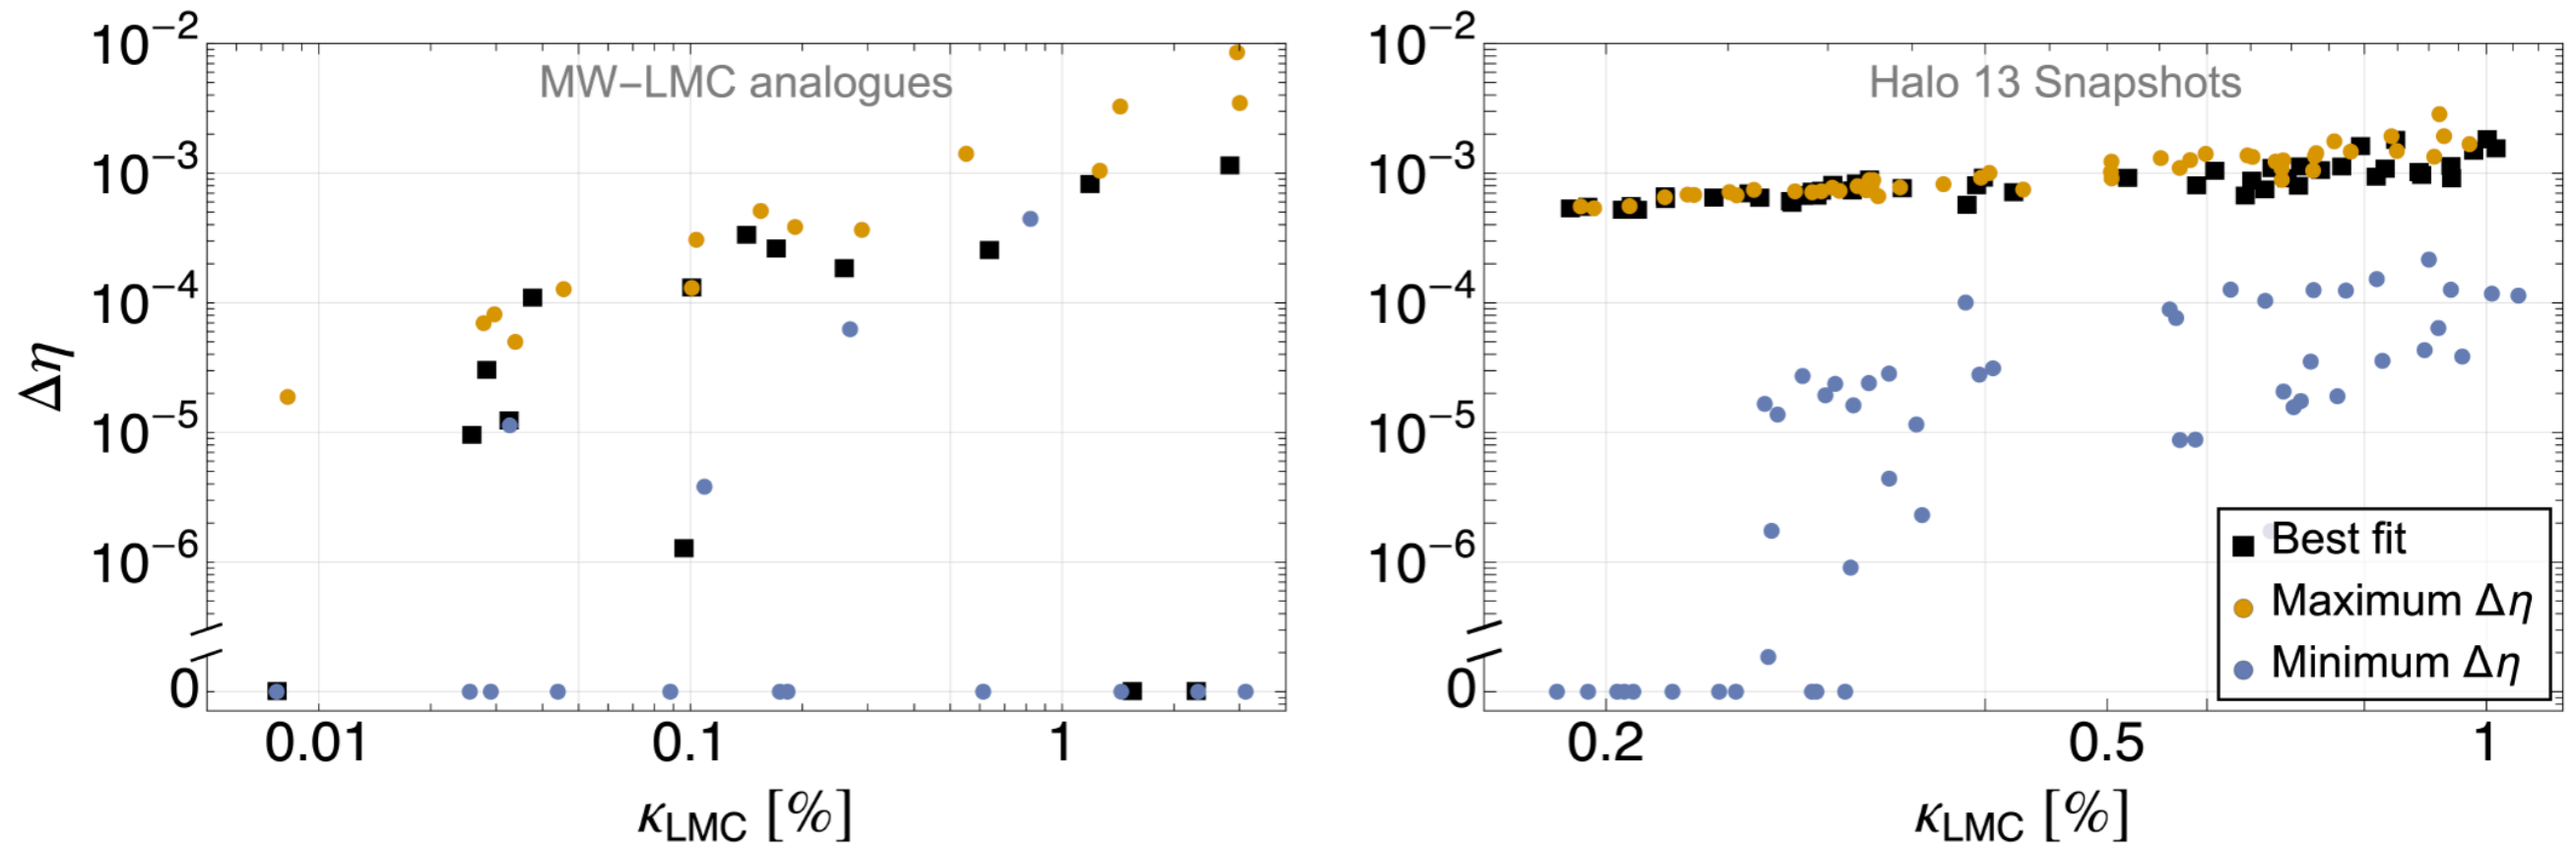 MW–LMC analogues
10⁻²
10⁻³
10⁻⁴
10⁻⁵
10⁻⁶
0
Δη
0.01 0.1 1
κLMC [%]
Halo 13 Snapshots
10⁻²
10⁻³
10⁻⁴
10⁻⁵
10⁻⁶
0
0.2 0.5 1
κLMC [%]
Best fit
Maximum Δη
Minimum Δη